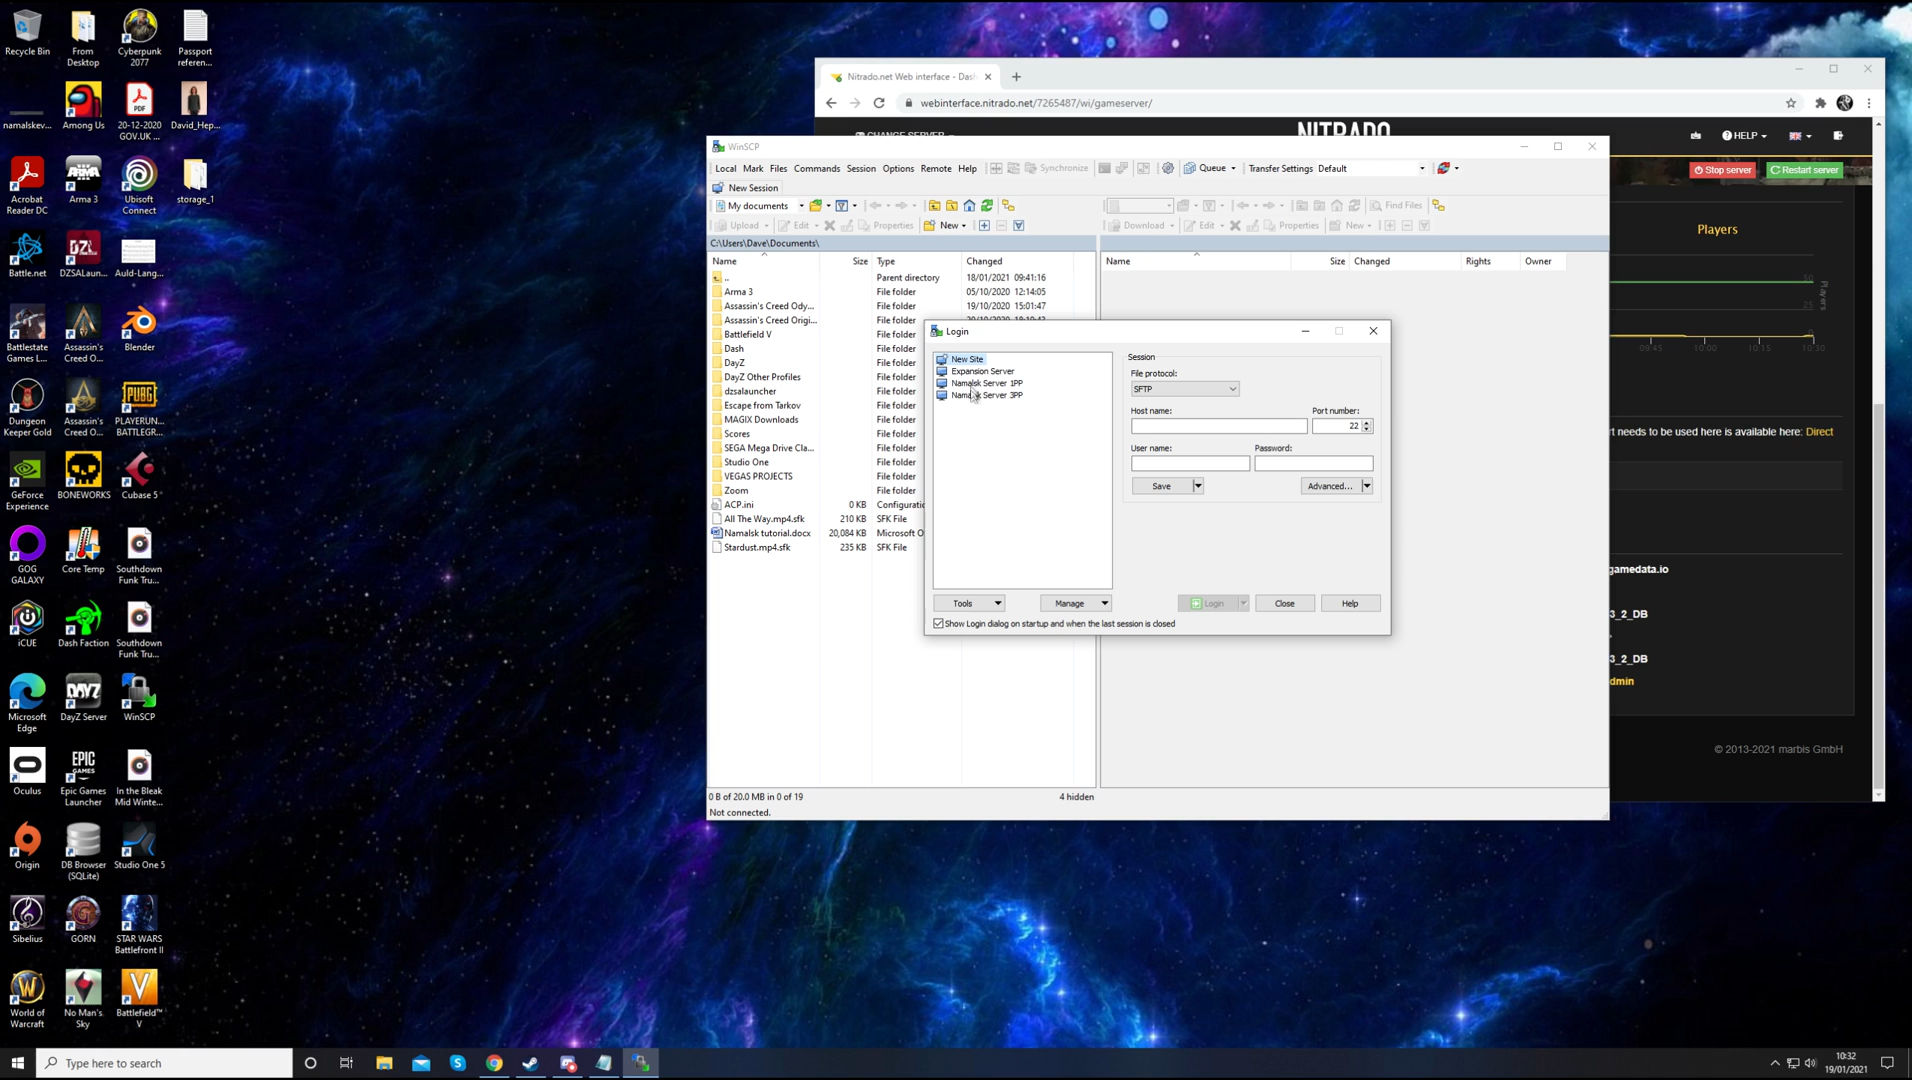 Recycle Bin
From Desktop
Cyberpunk 2077
Passport referen...
namalskev...
Among Us
20-12-2020 GOV.UK ...
David_Hep...
Acrobat Reader DC
Arma 3
Ubisoft Connect
storage_1
Battle.net
DZSALaun...
Auld-Lang...
Battlestate Games L...
Assassin's Creed O...
Blender
Dungeon Keeper Gold
Assassin's Creed O...
PLAYERUN... BATTLEGR...
GeForce Experience
BONEWORKS
Cubase 5
GOG GALAXY
Core Temp
Southdown Funk Tru...
iCUE
Dash Faction
Southdown Funk Tru...
Microsoft Edge
DayZ Server
WinSCP
Oculus
Epic Games Launcher
In the Bleak Mid Winte...
Origin
DB Browser (SQLite)
Studio One 5
Sibelius
GORN
STAR WARS Battlefront II
World of Warcraft
No Man's Sky
Battlefield™ V
Nitrado.net Web interface - Dash
webinterface.nitrado.net/7265487/wi/gameserver/
CHANGE SERVER
NITRADO
HELP
Stop server
Restart server
Players
50
25
0
Players
09:45 10:00 10:15 10:30
rt needs to be used here is available here: Direct
gamedata.io
3_2_DB
3_2_DB
dmin
© 2013-2021 marbis GmbH
WinSCP
Local Mark Files Commands Session Options Remote Help
Synchronize
Queue
Transfer Settings Default
New Session
My documents
Find Files
Upload Edit Properties New
Download Edit Properties New
C:\Users\Dave\Documents\
Name Size Type Changed
Name Size Changed Rights Owner
.. Parent directory 18/01/2021 09:41:16
Arma 3 File folder 05/10/2020 12:14:05
Assassin's Creed Ody... File folder 19/10/2020 15:01:47
Assassin's Creed Origi... File folder
Battlefield V File folder
Dash File folder
DayZ File folder
DayZ Other Profiles File folder
dzsalauncher File folder
Escape from Tarkov File folder
MAGIX Downloads File folder
Scores File folder
SEGA Mega Drive Cla... File folder
Studio One File folder
VEGAS PROJECTS File folder
Zoom File folder
ACP.ini 0 KB Configuratio
All The Way.mp4.sfk 210 KB SFK File
Namalsk tutorial.docx 20,084 KB Microsoft O
Stardust.mp4.sfk 235 KB SFK File
0 B of 20.0 MB in 0 of 19
4 hidden
Not connected.
Login
New Site
Expansion Server
Namalsk Server 1PP
Namalsk Server 3PP
Session
File protocol:
SFTP
Host name:
Port number:
22
User name:
Password:
Save
Advanced...
Tools
Manage
Login
Close
Help
Show Login dialog on startup and when the last session is closed
Type here to search
10:32
19/01/2021